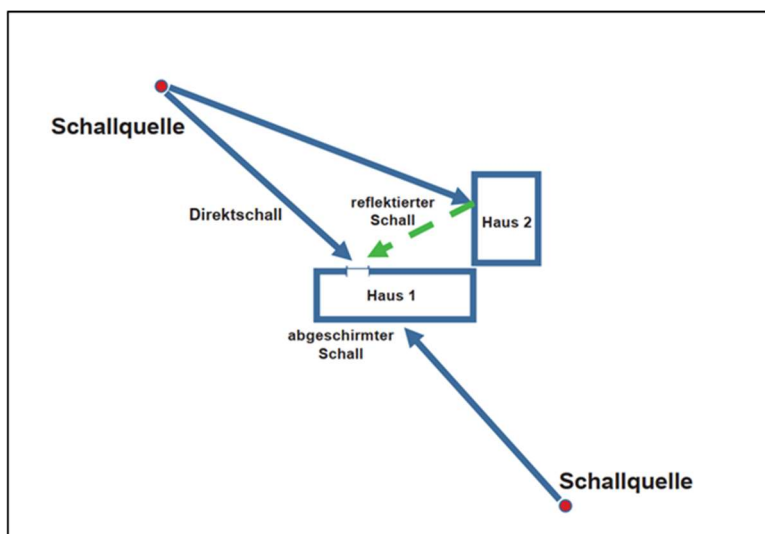 Schallquelle
Direktschall
reflektierter
Schall
Haus 2
Haus 1
abgeschirmter
Schall
Schallquelle